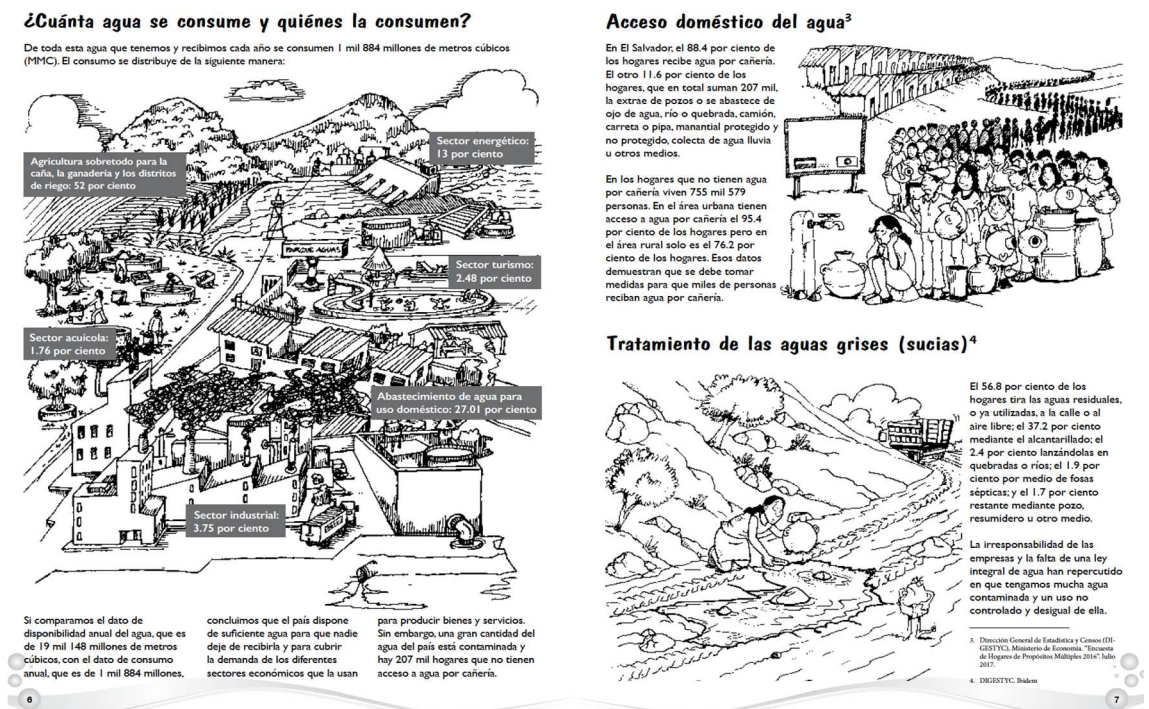 ¿Cuánta agua se consume y quiénes la consumen?
De toda esta agua que tenemos y recibimos cada año se consumen 1 mil 884 millones de metros cúbicos
(MMC). El consumo se distribuye de la siguiente manera:
Agricultura sobretodo para la
caña, la ganadería y los distritos
de riego: 52 por ciento
Sector energético:
13 por ciento
PARQUE AGUAS
Sector turismo:
2.48 por ciento
Sector acuícola:
1.76 por ciento
Abastecimiento de agua para
uso doméstico: 27.01 por ciento
Sector industrial:
3.75 por ciento
Si comparamos el dato de
disponibilidad anual del agua, que es
de 19 mil 148 millones de metros
cúbicos, con el dato de consumo
anual, que es de 1 mil 884 millones,
concluimos que el país dispone
de suficiente agua para que nadie
deje de recibirla y para cubrir
la demanda de los diferentes
sectores económicos que la usan
para producir bienes y servicios.
Sin embargo, una gran cantidad del
agua del país está contaminada y
hay 207 mil hogares que no tienen
acceso a agua por cañería.
6
Acceso doméstico del agua³
En El Salvador, el 88.4 por ciento de
los hogares recibe agua por cañería.
El otro 11.6 por ciento de los
hogares, que en total suman 207 mil,
la extrae de pozos o se abastece de
ojo de agua, río o quebrada, camión,
carreta o pipa, manantial protegido y
no protegido, colecta de agua lluvia
u otros medios.
En los hogares que no tienen agua
por cañería viven 755 mil 579
personas. En el área urbana tienen
acceso a agua por cañería el 95.4
por ciento de los hogares pero en
el área rural solo es el 76.2 por
ciento de los hogares. Esos datos
demuestran que se debe tomar
medidas para que miles de personas
reciban agua por cañería.
Tratamiento de las aguas grises (sucias)⁴
El 56.8 por ciento de los
hogares tira las aguas residuales,
o ya utilizadas, a la calle o al
aire libre; el 37.2 por ciento
mediante el alcantarillado; el
2.4 por ciento lanzándolas en
quebradas o ríos; el 1.9 por
ciento por medio de fosas
sépticas; y el 1.7 por ciento
restante mediante pozo,
resumidero u otro medio.
La irresponsabilidad de las
empresas y la falta de una ley
integral de agua han repercutido
en que tengamos mucha agua
contaminada y un uso no
controlado y desigual de ella.
3. Dirección General de Estadística y Censos (DI-
GESTYC), Ministerio de Economía. "Encuesta
de Hogares de Propósitos Múltiples 2016". Julio
2017.
4. DIGESTYC. Ibidem
7